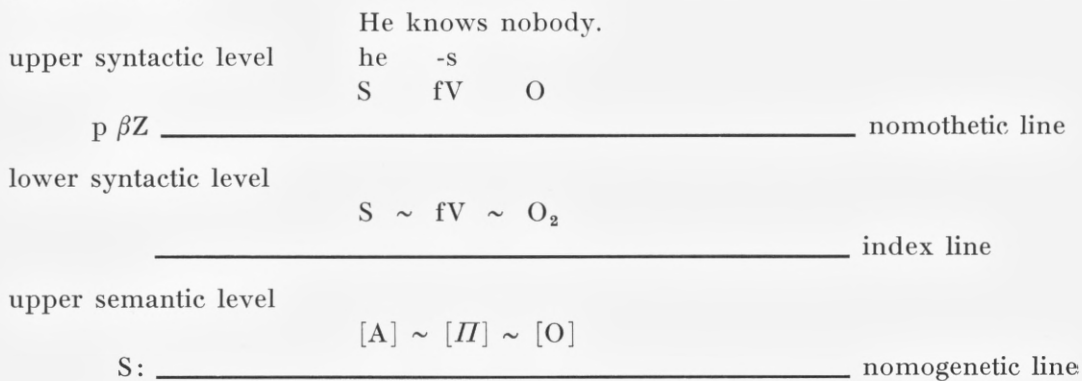 He knows nobody.
upper syntactic level he -s
S fV O
p βZ nomothetic line
lower syntactic level
S ~ fV ~ O₂
index line
upper semantic level
[A] ~ [Π] ~ [O]
S: nomogenetic line